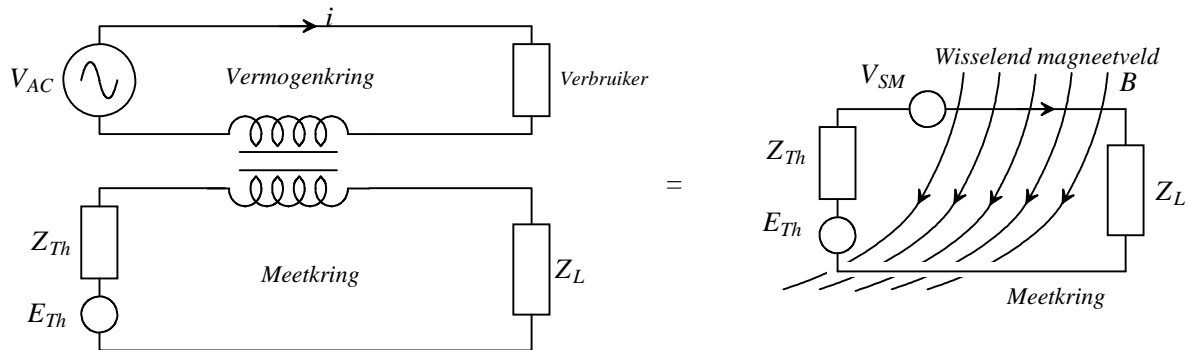 i
V_AC
Vermogenkring
Verbruiker
Z_Th
Meetkring
Z_L
E_Th
=
Wisselend magneetveld
V_SM
B
Z_Th
Z_L
E_Th
Meetkring